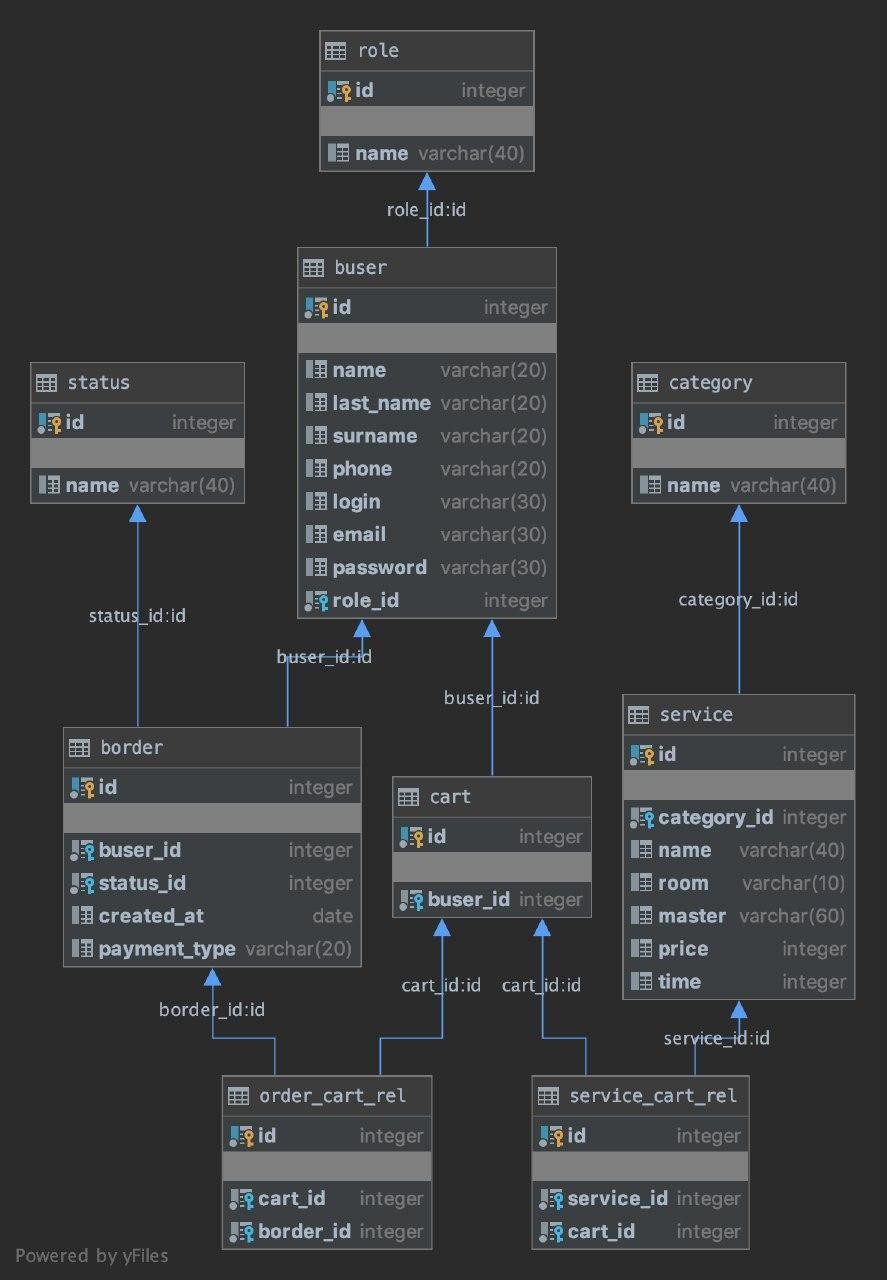 role
id integer
name varchar(40)
role_id:id
buser
id integer
name varchar(20)
last_name varchar(20)
surname varchar(20)
phone varchar(20)
login varchar(30)
email varchar(30)
password varchar(30)
role_id integer
status
id integer
name varchar(40)
category
id integer
name varchar(40)
status_id:id
buser_id:id
buser_id:id
category_id:id
border
id integer
buser_id integer
status_id integer
created_at date
payment_type varchar(20)
cart
id integer
buser_id integer
service
id integer
category_id integer
name varchar(40)
room varchar(10)
master varchar(60)
price integer
time integer
border_id:id
cart_id:id
cart_id:id
service_id:id
order_cart_rel
id integer
cart_id integer
border_id integer
service_cart_rel
id integer
service_id integer
cart_id integer
Powered by yFiles